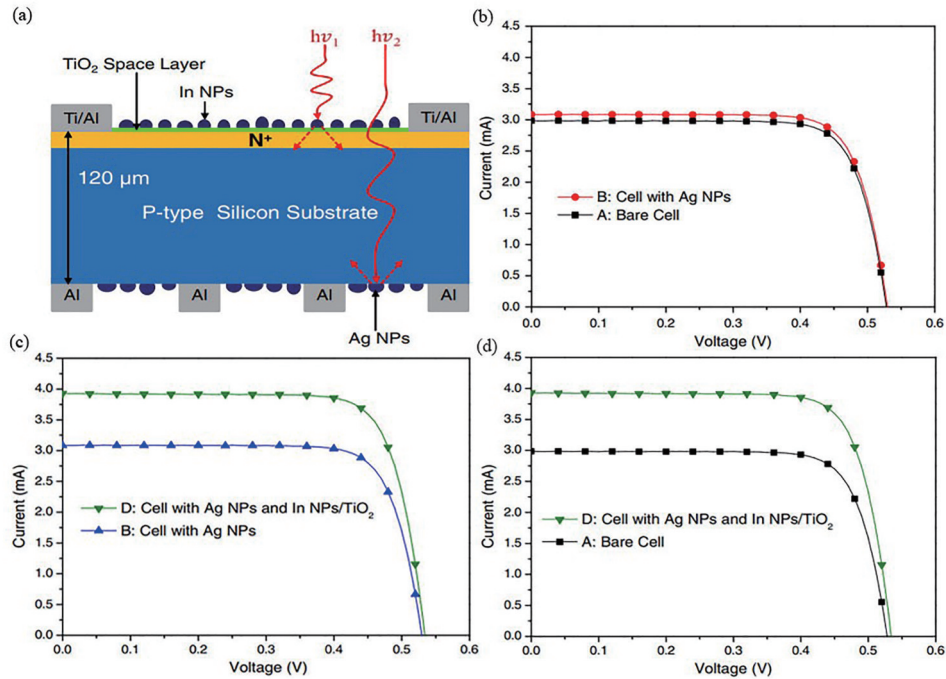 (a)
hν₁
hν₂
TiO₂ Space Layer
In NPs
Ti/Al
Ti/Al
N⁺
120 μm
P-type Silicon Substrate
Al
Al
Al
Al
Ag NPs
(b)
4.5
4.0
3.5
3.0
2.5
2.0
1.5
1.0
0.5
0.0
Current (mA)
B: Cell with Ag NPs
A: Bare Cell
0.0 0.1 0.2 0.3 0.4 0.5 0.6
Voltage (V)
(c)
4.5
4.0
3.5
3.0
2.5
2.0
1.5
1.0
0.5
0.0
Current (mA)
D: Cell with Ag NPs and In NPs/TiO₂
B: Cell with Ag NPs
0.0 0.1 0.2 0.3 0.4 0.5 0.6
Voltage (V)
(d)
4.5
4.0
3.5
3.0
2.5
2.0
1.5
1.0
0.5
0.0
Current (mA)
D: Cell with Ag NPs and In NPs/TiO₂
A: Bare Cell
0.0 0.1 0.2 0.3 0.4 0.5 0.6
Voltage (V)